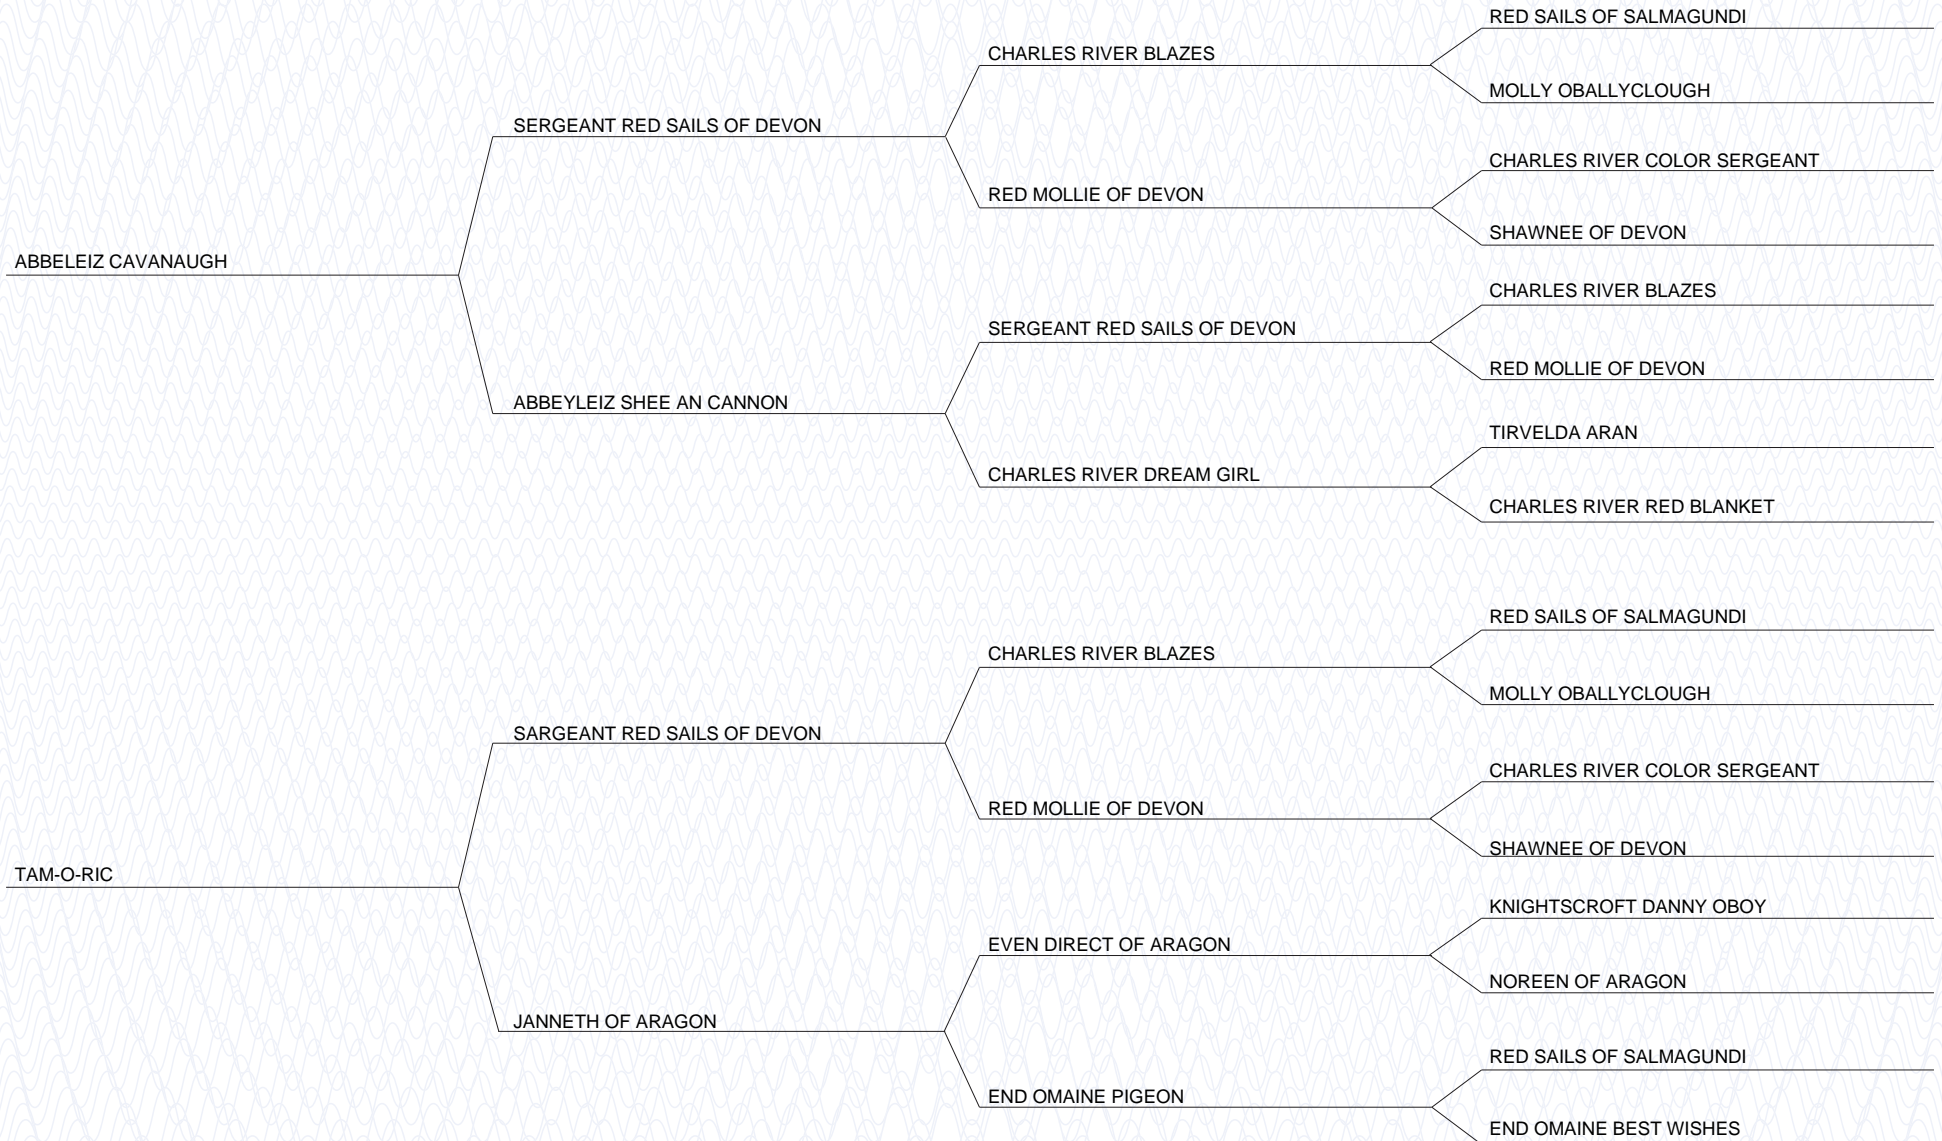 RED SAILS OF SALMAGUNDI
CHARLES RIVER BLAZES
MOLLY OBALLYCLOUGH
SERGEANT RED SAILS OF DEVON
CHARLES RIVER COLOR SERGEANT
RED MOLLIE OF DEVON
SHAWNEE OF DEVON
ABBELEIZ CAVANAUGH
CHARLES RIVER BLAZES
SERGEANT RED SAILS OF DEVON
RED MOLLIE OF DEVON
ABBEYLEIZ SHEE AN CANNON
TIRVELDA ARAN
CHARLES RIVER DREAM GIRL
CHARLES RIVER RED BLANKET
RED SAILS OF SALMAGUNDI
CHARLES RIVER BLAZES
MOLLY OBALLYCLOUGH
SARGEANT RED SAILS OF DEVON
CHARLES RIVER COLOR SERGEANT
RED MOLLIE OF DEVON
SHAWNEE OF DEVON
TAM-O-RIC
KNIGHTSCROFT DANNY OBOY
EVEN DIRECT OF ARAGON
NOREEN OF ARAGON
JANNETH OF ARAGON
RED SAILS OF SALMAGUNDI
END OMAINE PIGEON
END OMAINE BEST WISHES